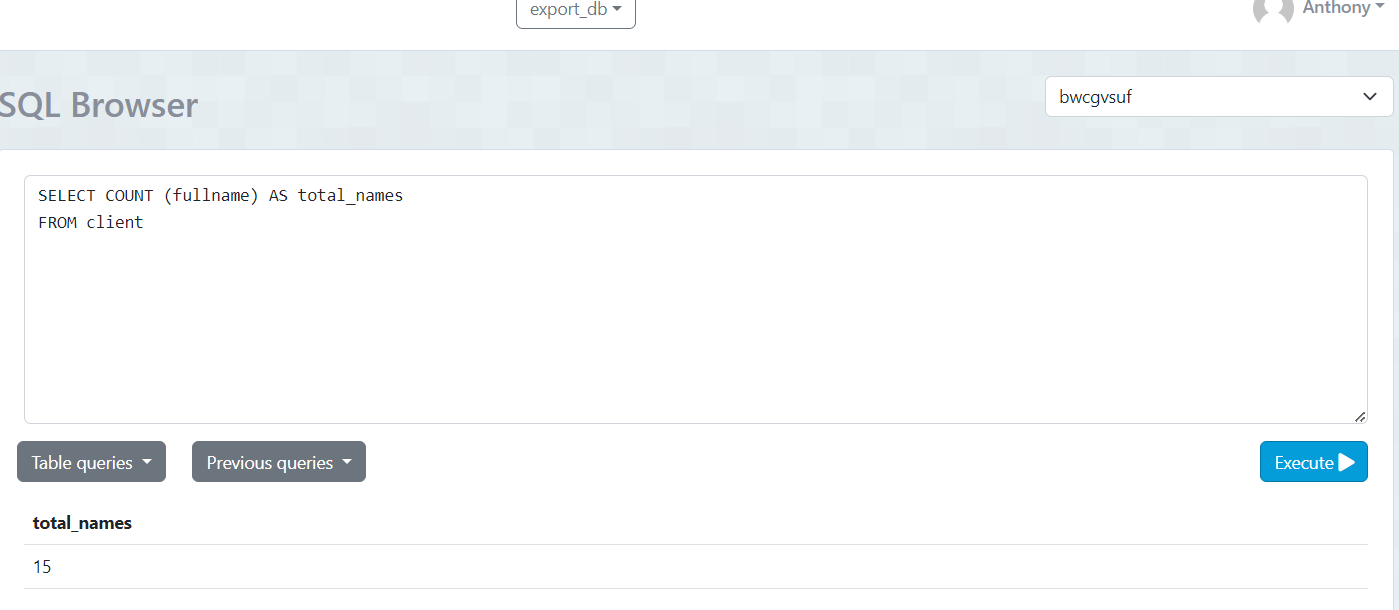 export_db
Anthony
SQL Browser
bwcgvsuf
SELECT COUNT (fullname) AS total_names
FROM client
Table queries
Previous queries
Execute
total_names
15